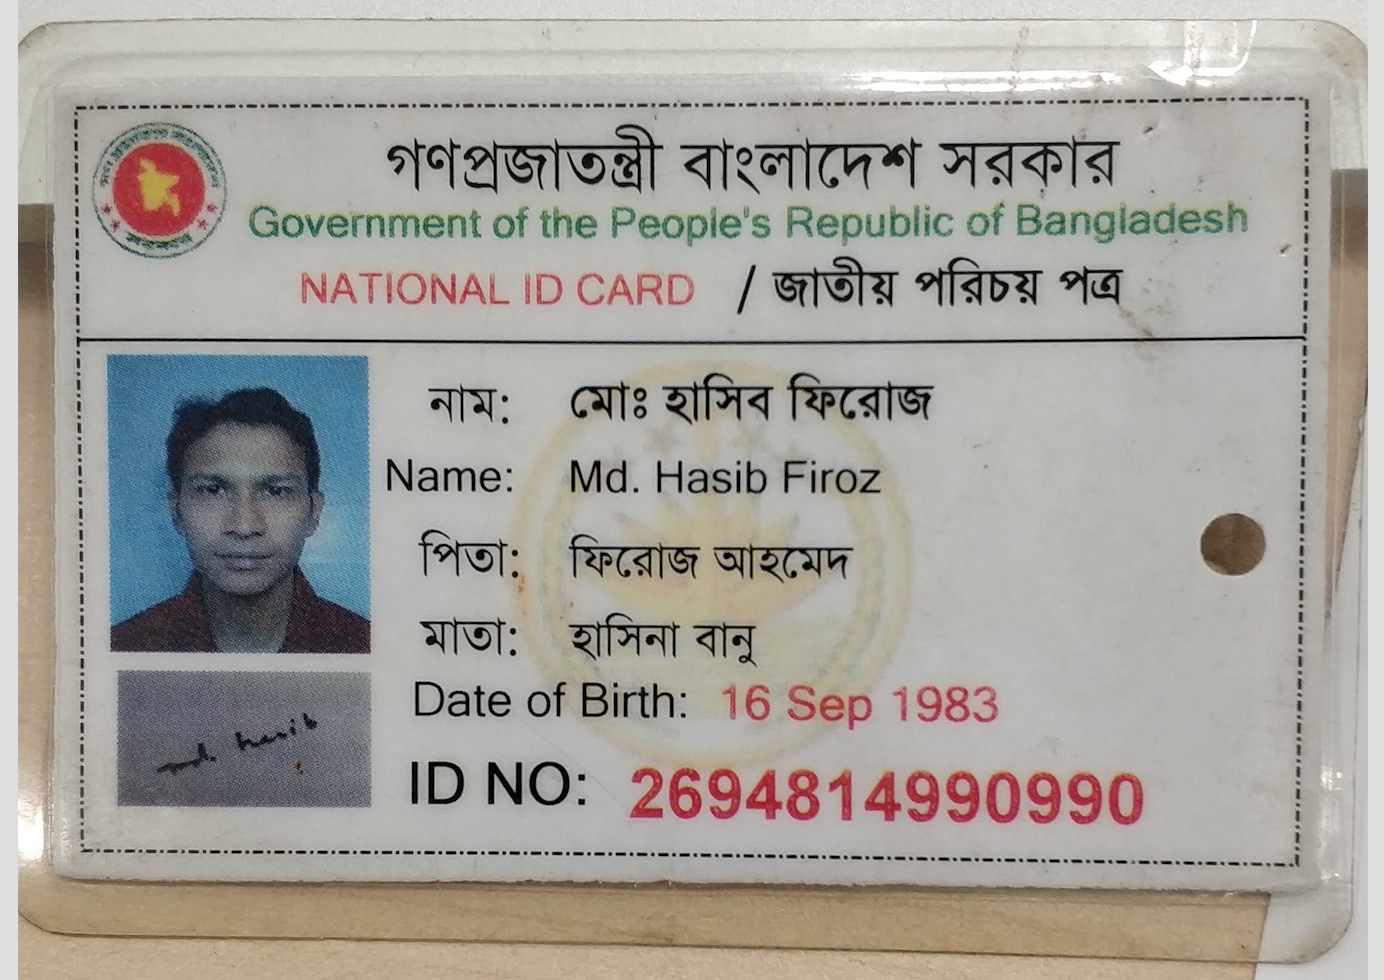 গণপ্রজাতন্ত্রী বাংলাদেশ সরকার
Government of the People's Republic of Bangladesh
NATIONAL ID CARD / জাতীয় পরিচয় পত্র
নাম: মোঃ হাসিব ফিরোজ
Name: Md. Hasib Firoz
পিতা: ফিরোজ আহমেদ
মাতা: হাসিনা বানু
Date of Birth: 16 Sep 1983
md. hasib
ID NO: 2694814990990